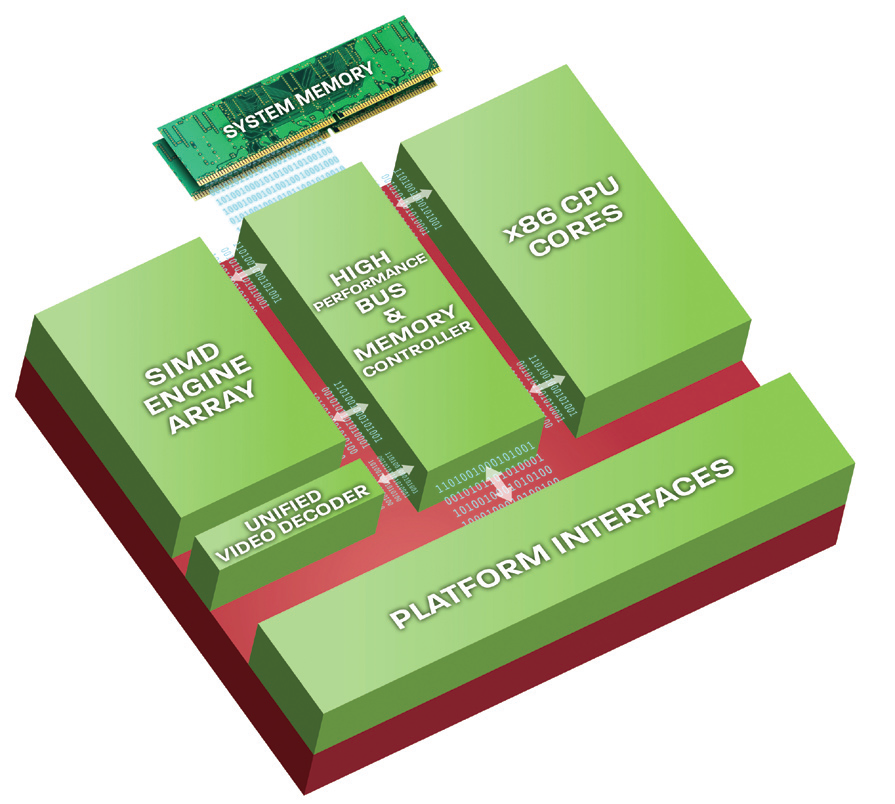 SYSTEM MEMORY
x86 CPU
CORES
HIGH
PERFORMANCE
BUS
&
MEMORY
CONTROLLER
SIMD
ENGINE
ARRAY
UNIFIED
VIDEO DECODER
PLATFORM INTERFACES